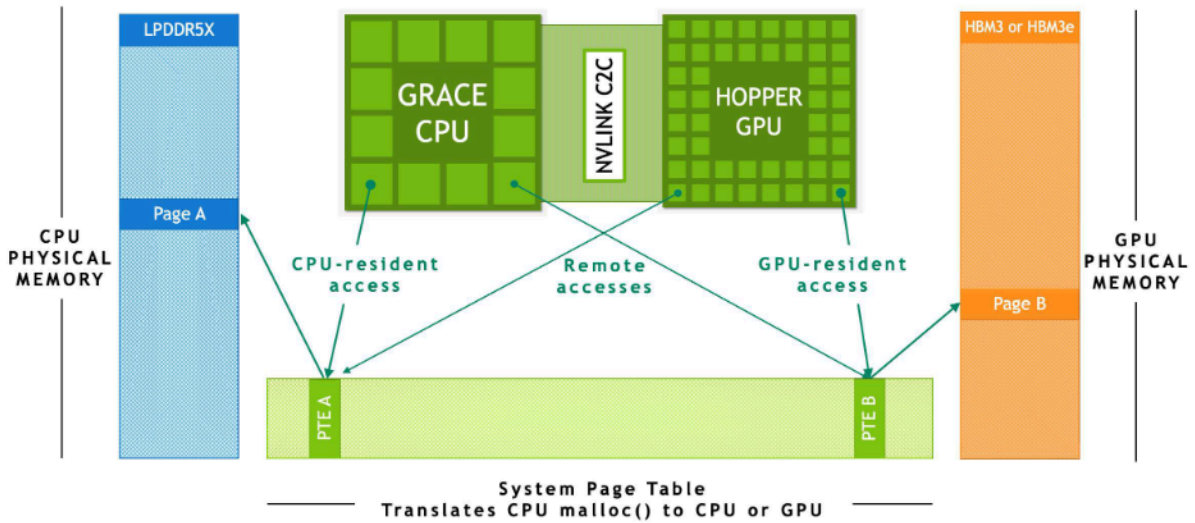 LPDDR5X
GRACE
CPU
NVLINK C2C
HOPPER
GPU
HBM3 or HBM3e
Page A
CPU
PHYSICAL
MEMORY
CPU-resident
access
Remote
accesses
GPU-resident
access
GPU
PHYSICAL
MEMORY
Page B
PTE A
PTE B
System Page Table
Translates CPU malloc() to CPU or GPU